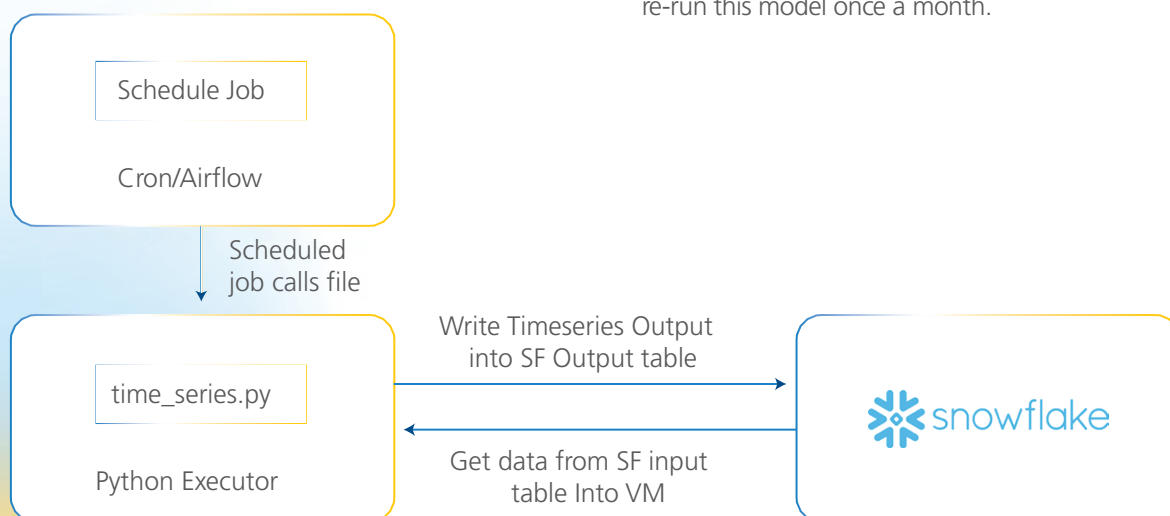 re-run this model once a month.
Schedule Job
Cron/Airflow
Scheduled
job calls file
Write Timeseries Output
into SF Output table
time_series.py
snowflake
Get data from SF input
table Into VM
Python Executor